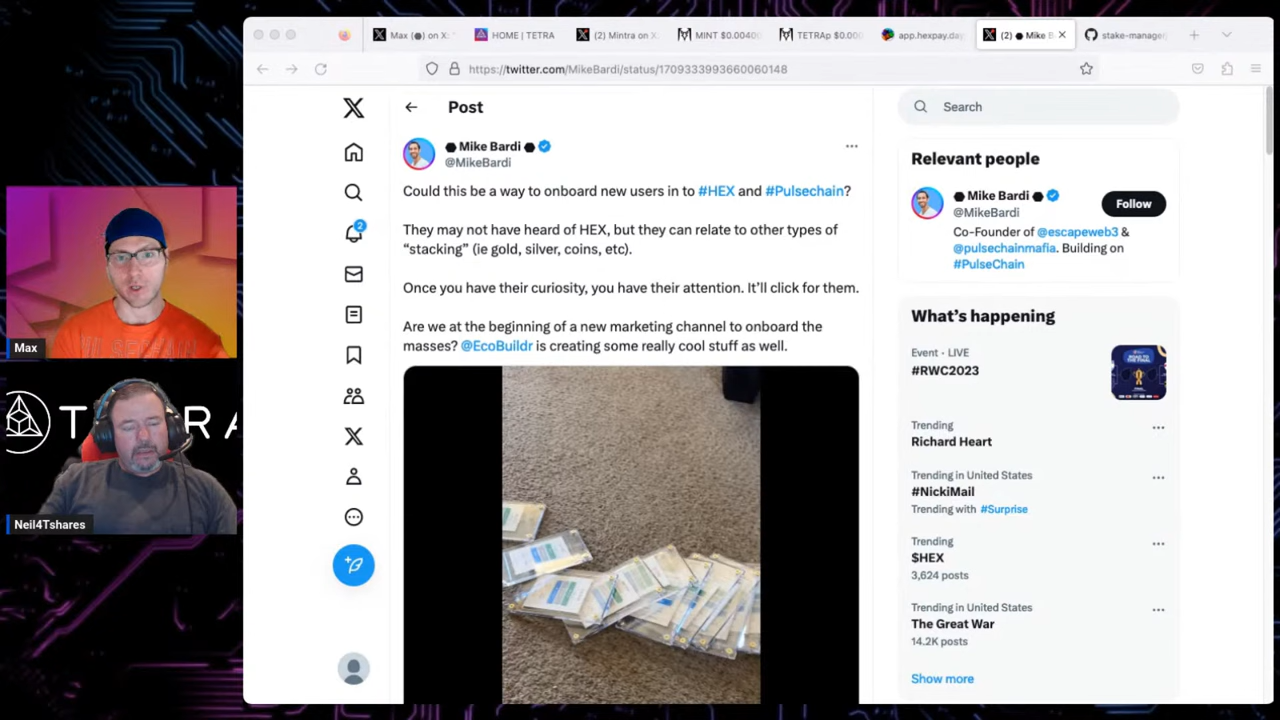 Max (⬣) on X: "
HOME | TETRA
(2) Mintra on X
MINT $0.0040
TETRAp $0.00
app.hexpay.day
(2) ⬣ Mike B
stake-manage
https://twitter.com/MikeBardi/status/1709333993660060148
Post
Search
⬣ Mike Bardi ⬣
@MikeBardi
Could this be a way to onboard new users in to #HEX and #Pulsechain?
They may not have heard of HEX, but they can relate to other types of
“stacking” (ie gold, silver, coins, etc).
Once you have their curiosity, you have their attention. It’ll click for them.
Are we at the beginning of a new marketing channel to onboard the
masses? @EcoBuildr is creating some really cool stuff as well.
2
Relevant people
⬣ Mike Bardi ⬣
@MikeBardi
Follow
Co-Founder of @escapeweb3 &
@pulsechainmafia. Building on
#PulseChain
What’s happening
Event · LIVE
#RWC2023
Trending
Richard Heart
Trending in United States
#NickiMail
Trending with #Surprise
Trending
$HEX
3,624 posts
Trending in United States
The Great War
14.2K posts
Show more
Max
TETRA
Neil4Tshares